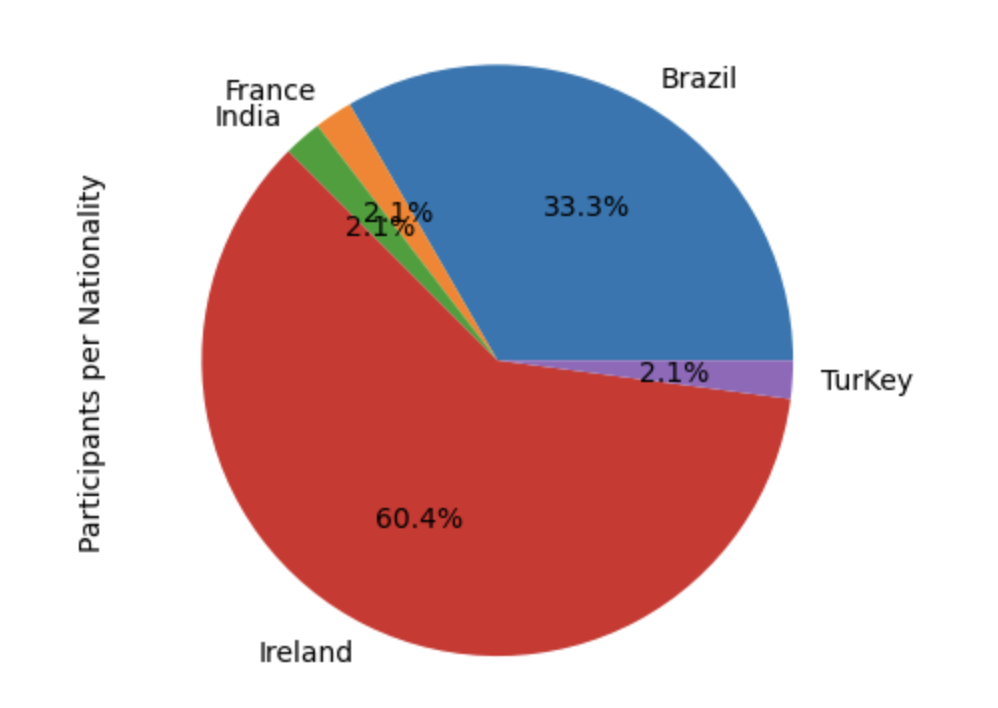 Brazil
France
India
33.3%
2.1%
2.1%
Participants per Nationality
2.1%
TurKey
60.4%
Ireland